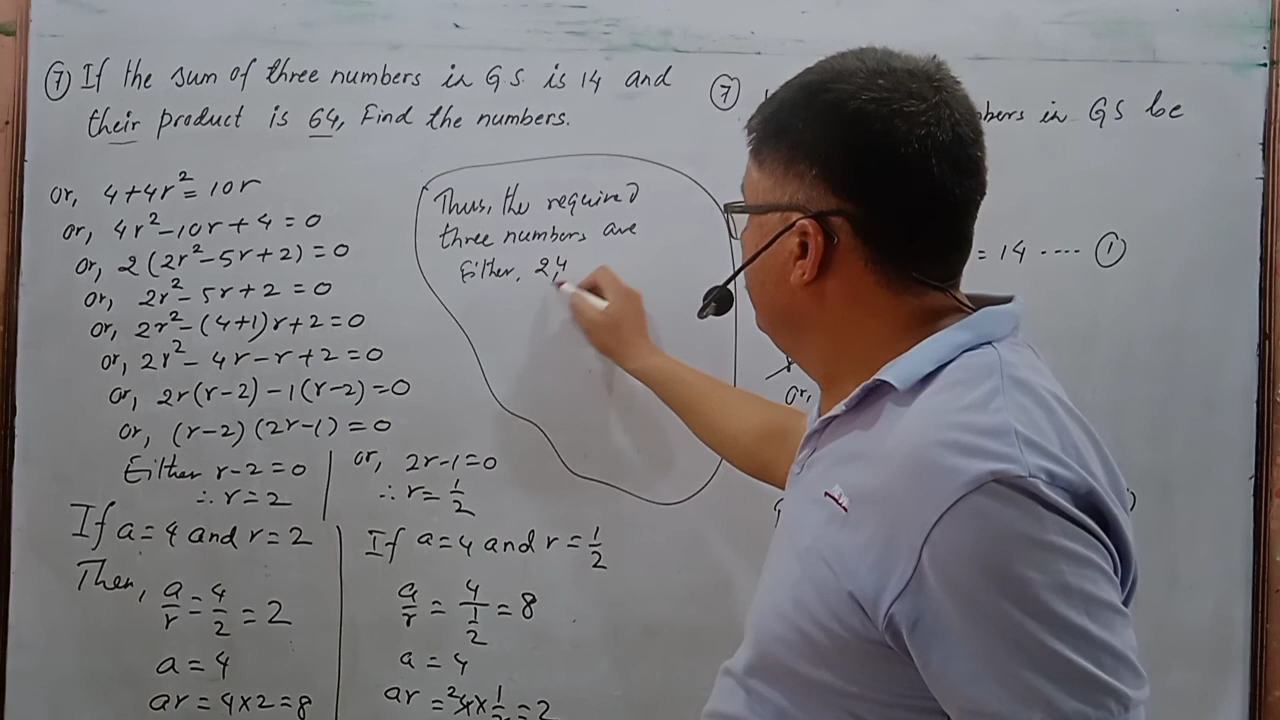 ⑦ If the sum of three numbers in GS is 14 and
their product is 64, Find the numbers.
or, 4+4r²=10r
or, 4r²-10r+4=0
or, 2(2r²-5r+2)=0
or, 2r²-5r+2=0
or, 2r²-(4+1)r+2=0
or, 2r²-4r-r+2=0
or, 2r(r-2)-1(r-2)=0
or, (r-2)(2r-1)=0
Either r-2=0
∴ r=2
or, 2r-1=0
∴ r=1/2
If a=4 and r=2
Then, a/r=4/2=2
a=4
ar=4×2=8
If a=4 and r=1/2
a/r=4/(1/2)=8
a=4
ar=²4×1/2=2
Thus, the required
three numbers are
Either, 2,4
⑦
bers in GS be
=14 ---- ①
or,